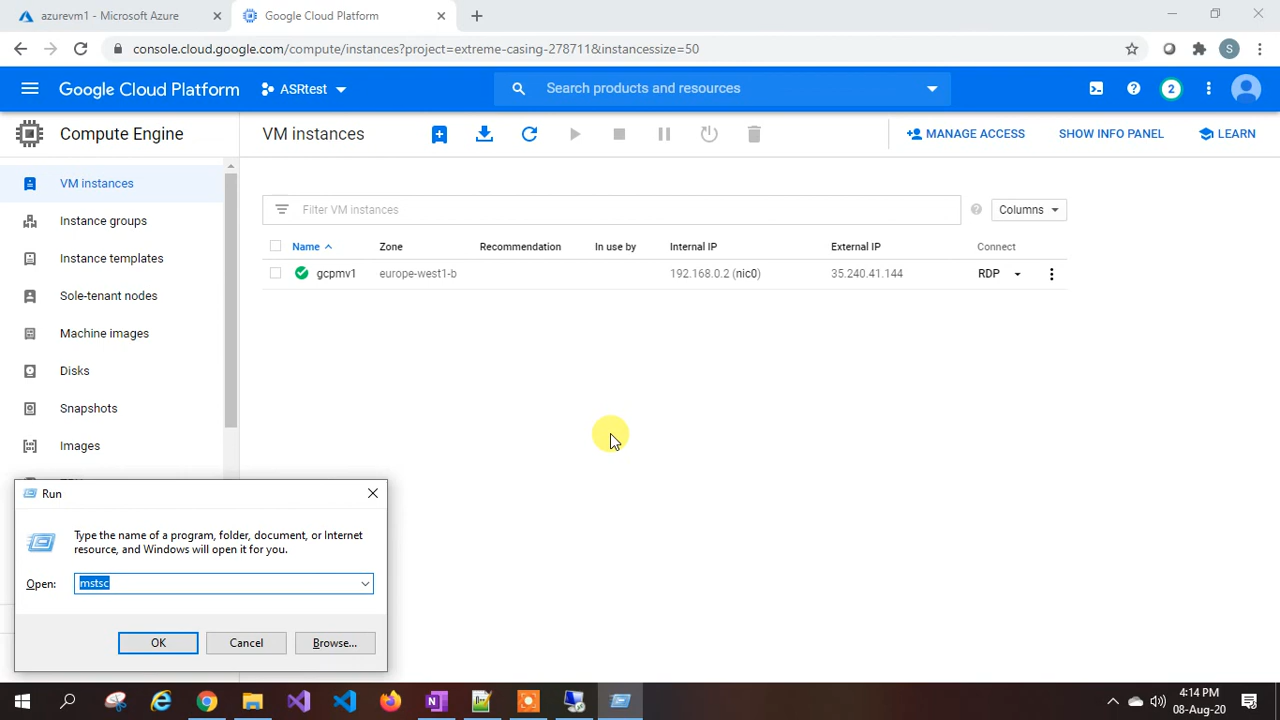 azurevm1 - Microsoft Azure
Google Cloud Platform
console.cloud.google.com/compute/instances?project=extreme-casing-278711&instancessize=50
S
Google Cloud Platform
ASRtest
Search products and resources
2
Compute Engine
VM instances
MANAGE ACCESS
SHOW INFO PANEL
LEARN
VM instances
Instance groups
Instance templates
Sole-tenant nodes
Machine images
Disks
Snapshots
Images
Filter VM instances
Columns
Name
Zone
Recommendation
In use by
Internal IP
External IP
Connect
gcpmv1
europe-west1-b
192.168.0.2 (nic0)
35.240.41.144
RDP
Run
Type the name of a program, folder, document, or Internet
resource, and Windows will open it for you.
Open:
mstsc
OK
Cancel
Browse...
4:14 PM
08-Aug-20